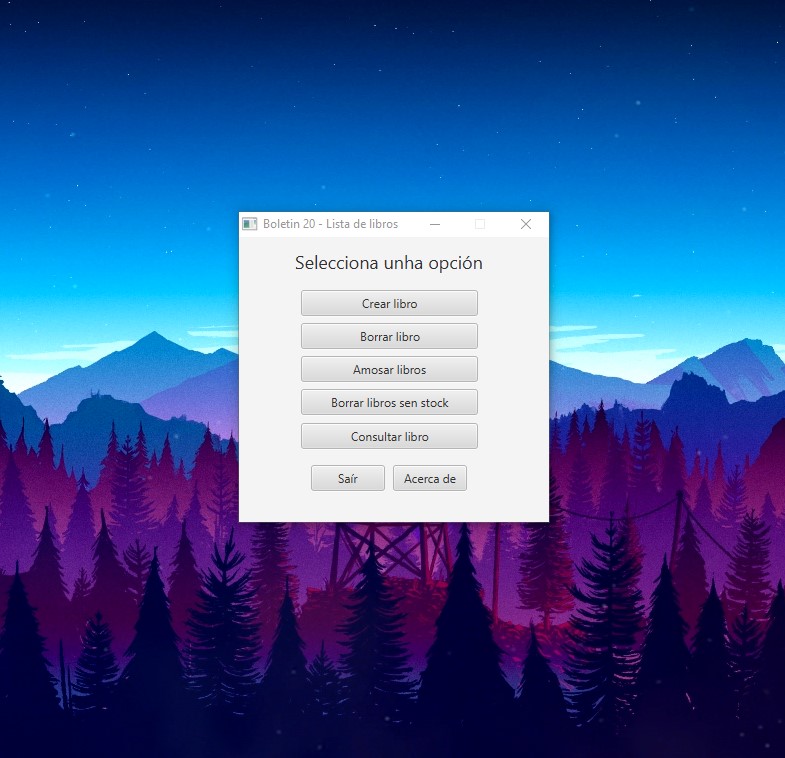 Boletin 20 - Lista de libros
Selecciona unha opción
Crear libro
Borrar libro
Amosar libros
Borrar libros sen stock
Consultar libro
Saír
Acerca de